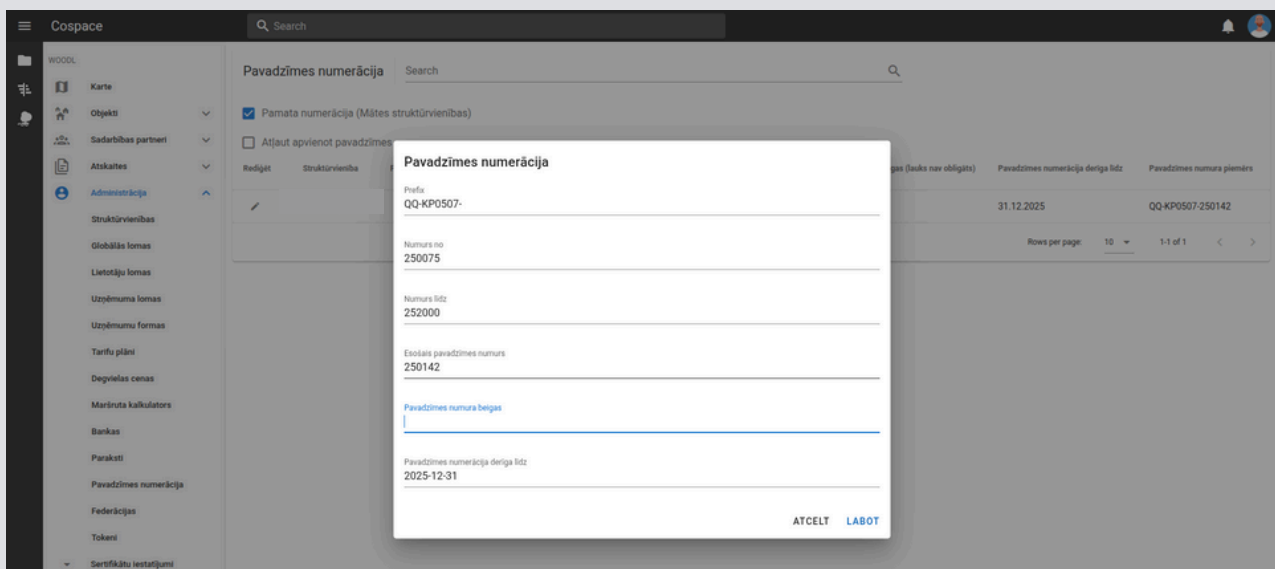 Cospace
Search
WOODL
Karte
Objekti
Sadarbības partneri
Atskaites
Administrācija
Struktūrvienības
Globālās lomas
Lietotāju lomas
Uzņēmuma lomas
Uzņēmumu formas
Tarifu plāni
Degvielas cenas
Maršruta kalkulators
Bankas
Paraksti
Pavadzīmes numerācija
Federācijas
Tokeni
Sertifikātu iestatījumi
Pavadzīmes numerācija
Search
Pamata numerācija (Mātes struktūrvienības)
Atļaut apvienot pavadzīmes
Rediģēt Struktūrvienība (lauks nav obligāts) Pavadzīmes numerācija derīga līdz Pavadzīmes numura piemērs
31.12.2025 QQ-KP0507-250142
Rows per page: 10 1-1 of 1
Pavadzīmes numerācija
Prefix
QQ-KP0507-
Numurs no
250075
Numurs līdz
252000
Esošais pavadzīmes numurs
250142
Pavadzīmes numura beigas
Pavadzīmes numerācija derīga līdz
2025-12-31
ATCELT LABOT